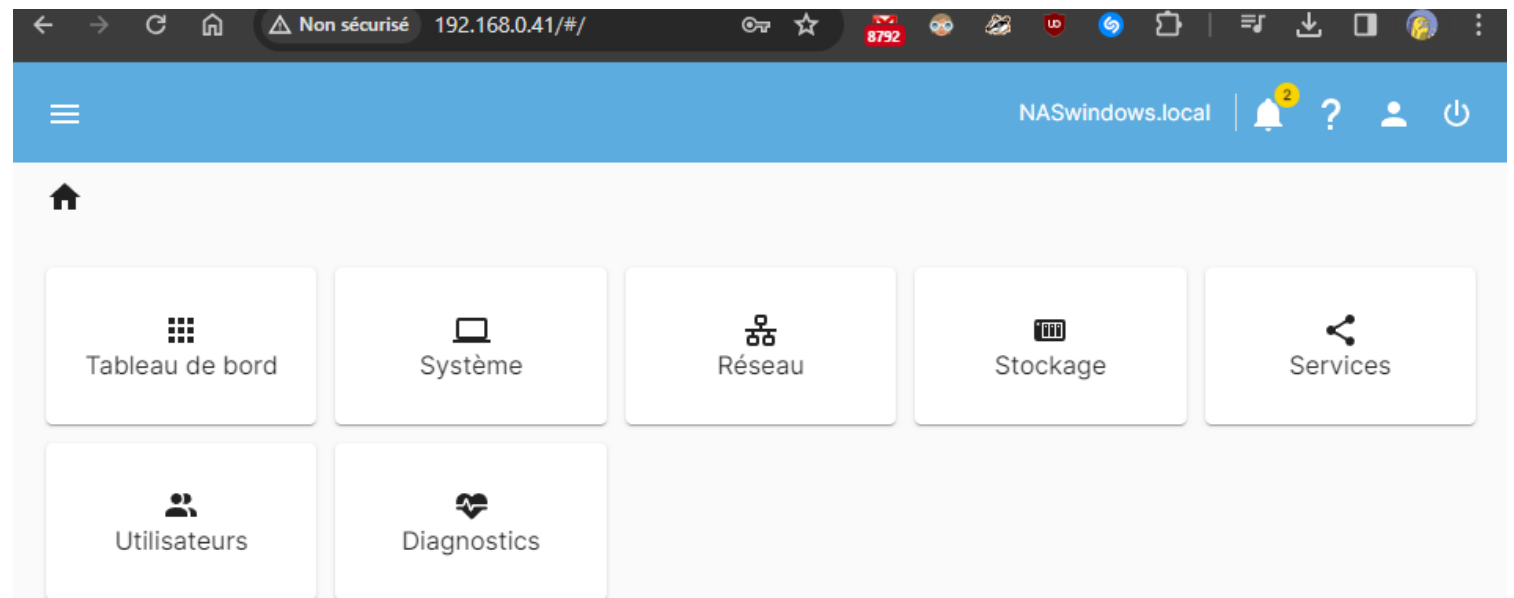 Non sécurisé 192.168.0.41/#/
8792
NASwindows.local 2 ?
Tableau de bord
Système
Réseau
Stockage
Services
Utilisateurs
Diagnostics